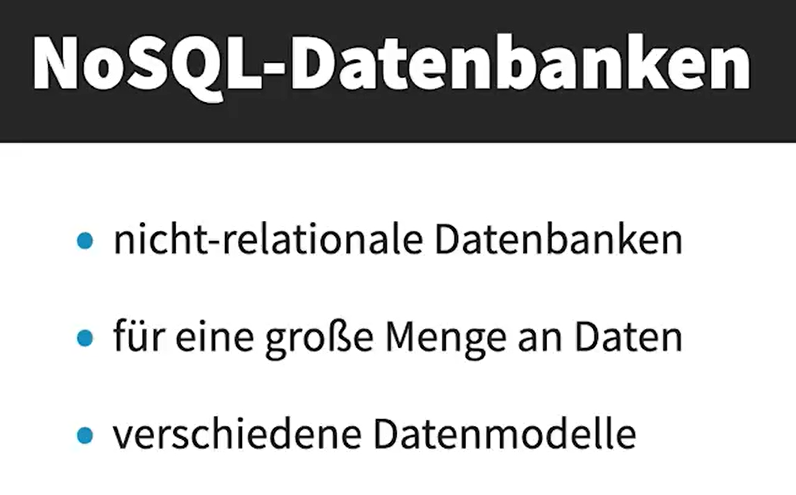 NoSQL-Datenbanken
nicht-relationale Datenbanken
für eine große Menge an Daten
verschiedene Datenmodelle